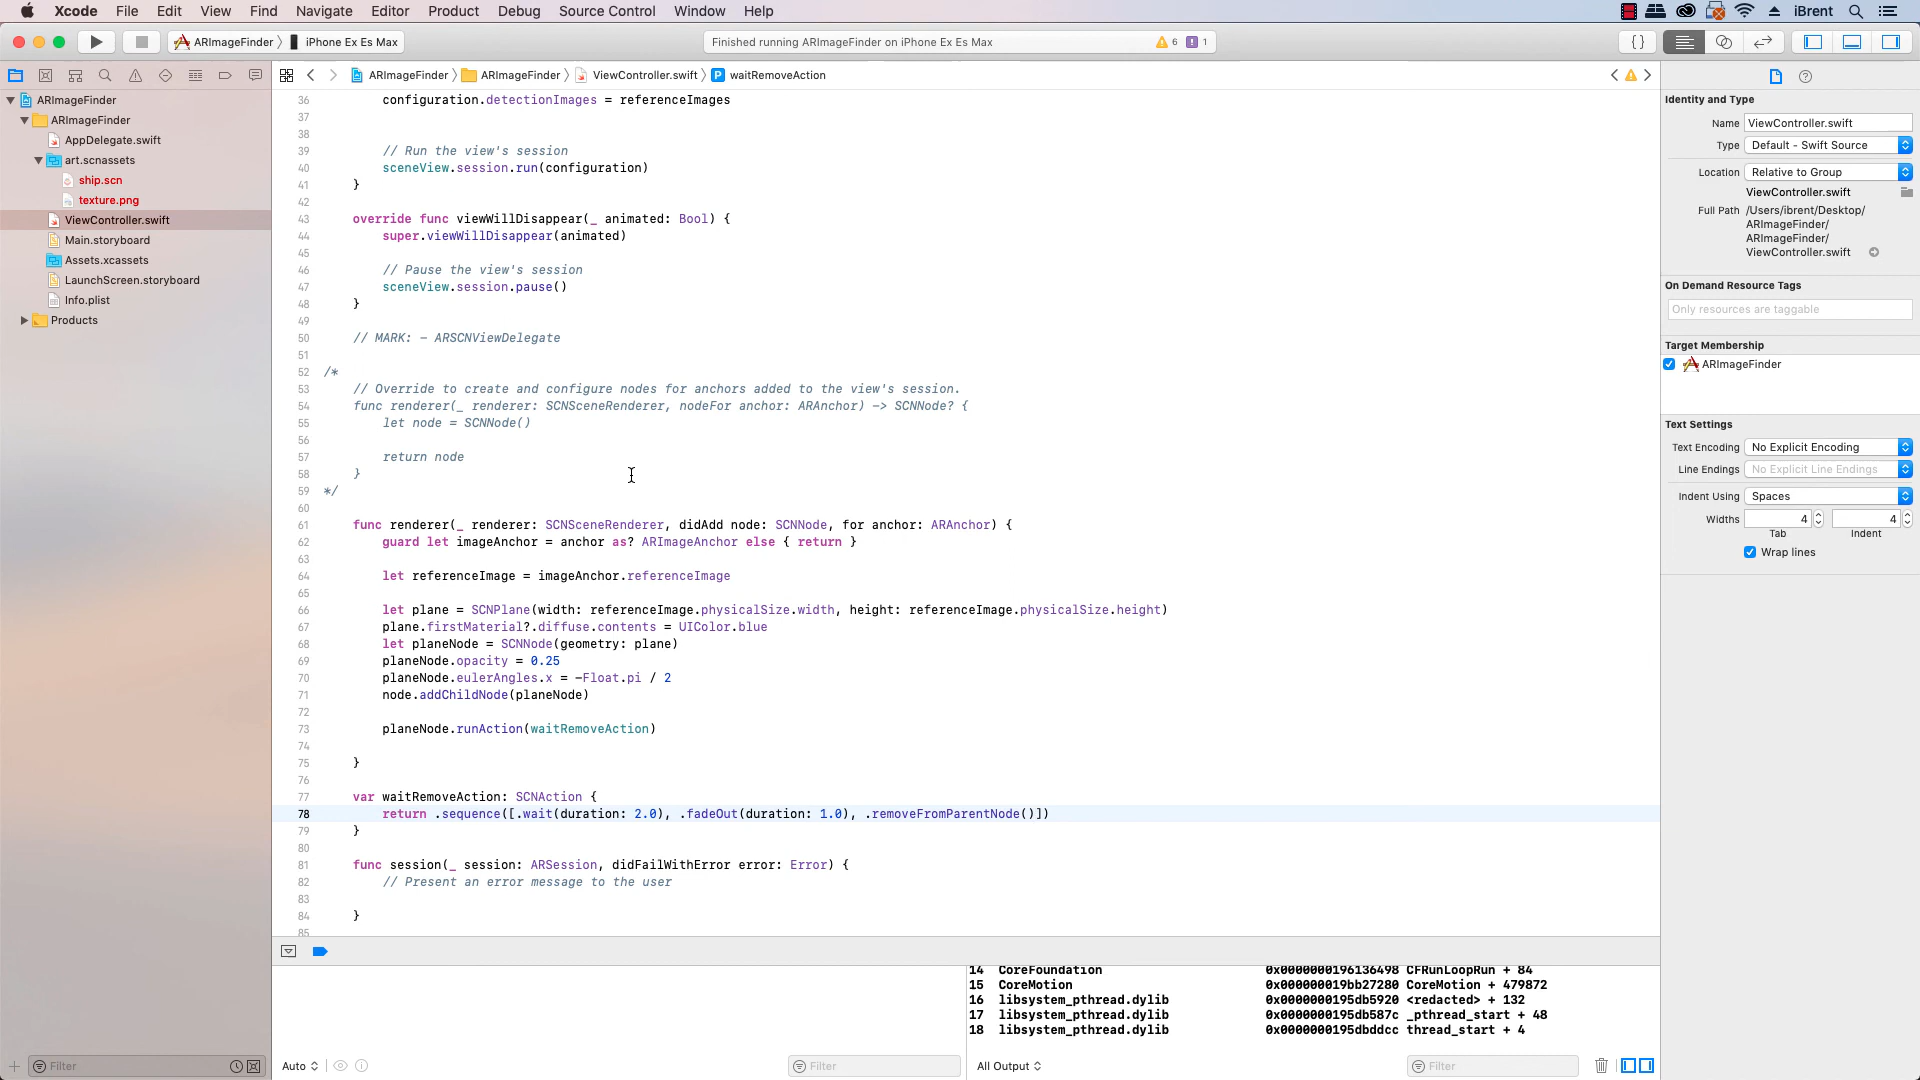 Xcode File Edit View Find Navigate Editor Product Debug Source Control Window Help iBrent
ARImageFinder iPhone Ex Es Max Finished running ARImageFinder on iPhone Ex Es Max 6 1
ARImageFinder ARImageFinder ViewController.swift P waitRemoveAction
ARImageFinder
ARImageFinder
AppDelegate.swift
art.scnassets
ship.scn
texture.png
ViewController.swift
Main.storyboard
Assets.xcassets
LaunchScreen.storyboard
Info.plist
Products
Filter
36 configuration.detectionImages = referenceImages
37
38
39 // Run the view's session
40 sceneView.session.run(configuration)
41 }
42
43 override func viewWillDisappear(_ animated: Bool) {
44 super.viewWillDisappear(animated)
45
46 // Pause the view's session
47 sceneView.session.pause()
48 }
49
50 // MARK: - ARSCNViewDelegate
51
52 /*
53 // Override to create and configure nodes for anchors added to the view's session.
54 func renderer(_ renderer: SCNSceneRenderer, nodeFor anchor: ARAnchor) -> SCNNode? {
55 let node = SCNNode()
56
57 return node
58 }
59 */
60
61 func renderer(_ renderer: SCNSceneRenderer, didAdd node: SCNNode, for anchor: ARAnchor) {
62 guard let imageAnchor = anchor as? ARImageAnchor else { return }
63
64 let referenceImage = imageAnchor.referenceImage
65
66 let plane = SCNPlane(width: referenceImage.physicalSize.width, height: referenceImage.physicalSize.height)
67 plane.firstMaterial?.diffuse.contents = UIColor.blue
68 let planeNode = SCNNode(geometry: plane)
69 planeNode.opacity = 0.25
70 planeNode.eulerAngles.x = -Float.pi / 2
71 node.addChildNode(planeNode)
72
73 planeNode.runAction(waitRemoveAction)
74
75 }
76
77 var waitRemoveAction: SCNAction {
78 return .sequence([.wait(duration: 2.0), .fadeOut(duration: 1.0), .removeFromParentNode()])
79 }
80
81 func session(_ session: ARSession, didFailWithError error: Error) {
82 // Present an error message to the user
83
84 }
85
14 CoreFoundation 0x0000000196136498 CFRunLoopRun + 84
15 CoreMotion 0x000000019bb27280 CoreMotion + 479872
16 libsystem_pthread.dylib 0x0000000195db5920 <redacted> + 132
17 libsystem_pthread.dylib 0x0000000195db587c _pthread_start + 48
18 libsystem_pthread.dylib 0x0000000195dbddcc thread_start + 4
Auto Filter All Output Filter
Identity and Type
Name ViewController.swift
Type Default - Swift Source
Location Relative to Group
ViewController.swift
Full Path /Users/ibrent/Desktop/
ARImageFinder/
ARImageFinder/
ViewController.swift
On Demand Resource Tags
Only resources are taggable
Target Membership
ARImageFinder
Text Settings
Text Encoding No Explicit Encoding
Line Endings No Explicit Line Endings
Indent Using Spaces
Widths 4 4
Tab Indent
Wrap lines